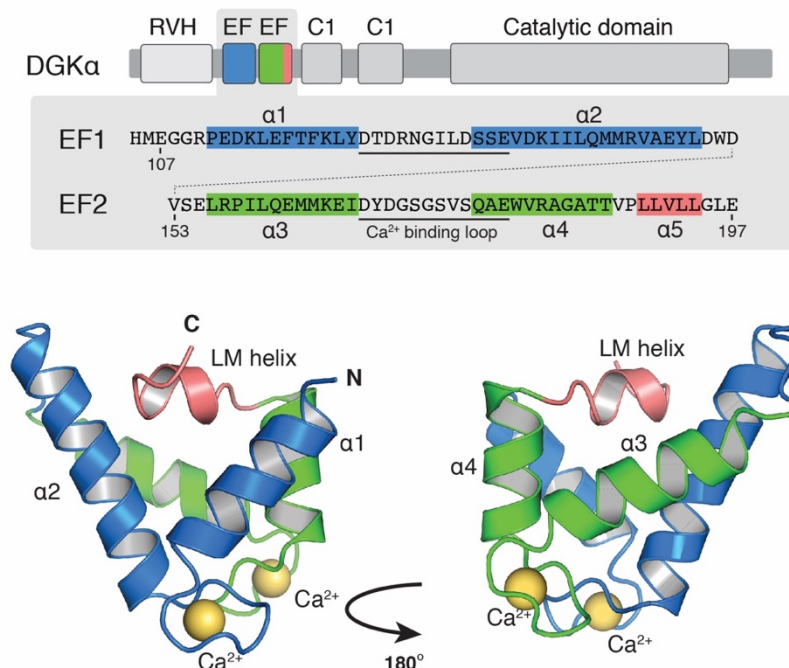 RVH EF EF C1 C1 Catalytic domain
DGKα
α1 α2
EF1 HMEGGRPEDKLEFTFKLYDTDRNGILDSSEVDKIILQMMRVAEYLDWD
107
EF2 VSELRPILQEMMKEIDYDGSGSVSQAEWVRAGATTVPLLVLLGLE
153 α3 Ca²⁺ binding loop α4 α5 197
C
LM helix
N
α1
α2
Ca²⁺
Ca²⁺
180°
LM helix
α3
α4
Ca²⁺
Ca²⁺